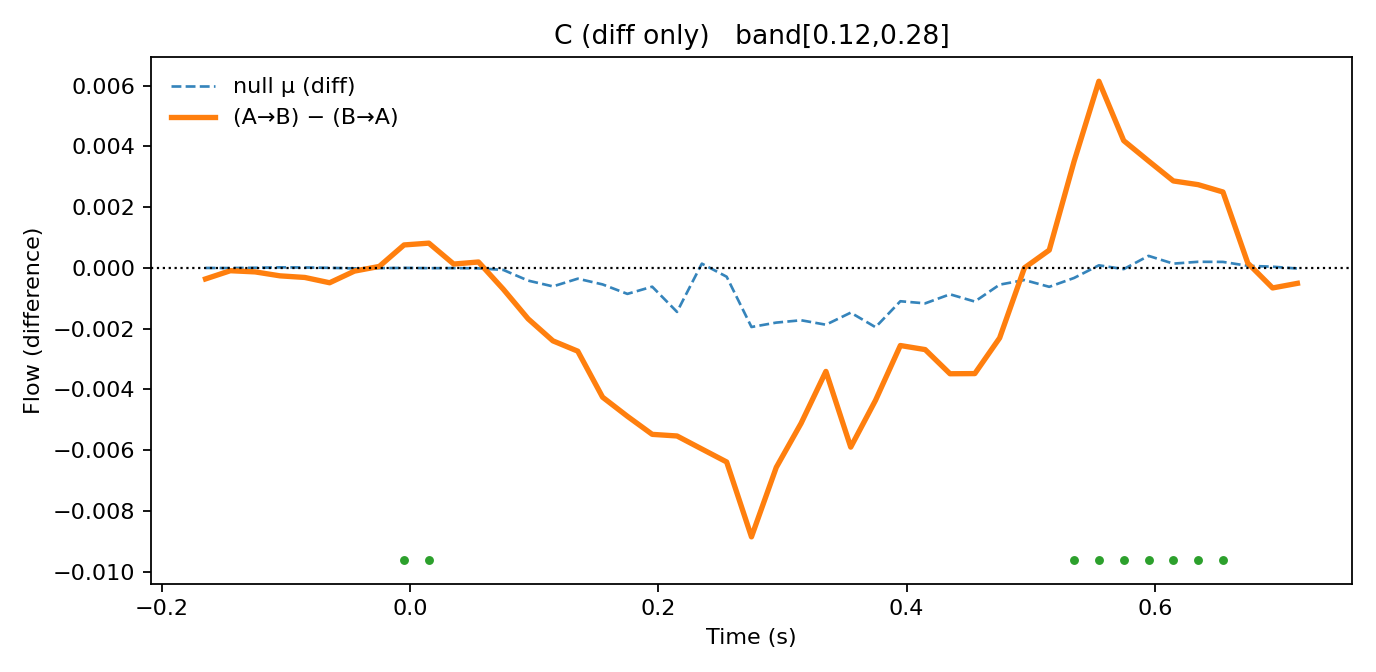 C (diff only)   band[0.12,0.28]
null μ (diff)
(A→B) − (B→A)
Flow (difference)
0.006
0.004
0.002
0.000
−0.002
−0.004
−0.006
−0.008
−0.010
−0.2
0.0
0.2
0.4
0.6
Time (s)